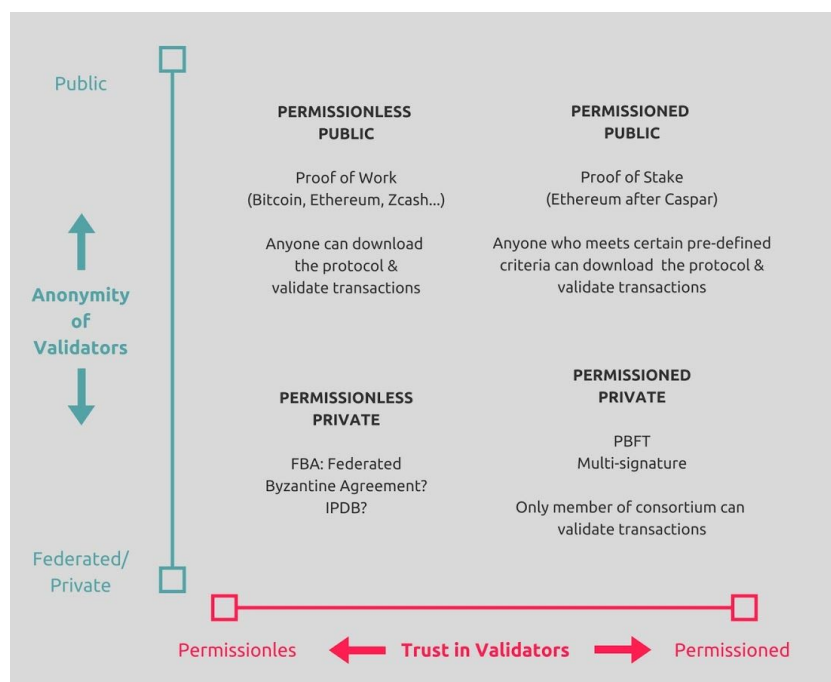 Public
Anonymity
of
Validators
Federated/
Private
PERMISSIONLESS
PUBLIC
Proof of Work
(Bitcoin, Ethereum, Zcash...)
Anyone can download
the protocol &
validate transactions
PERMISSIONED
PUBLIC
Proof of Stake
(Ethereum after Caspar)
Anyone who meets certain pre-defined
criteria can download the protocol &
validate transactions
PERMISSIONLESS
PRIVATE
FBA: Federated
Byzantine Agreement?
IPDB?
PERMISSIONED
PRIVATE
PBFT
Multi-signature
Only member of consortium can
validate transactions
Permissionles
Trust in Validators
Permissioned